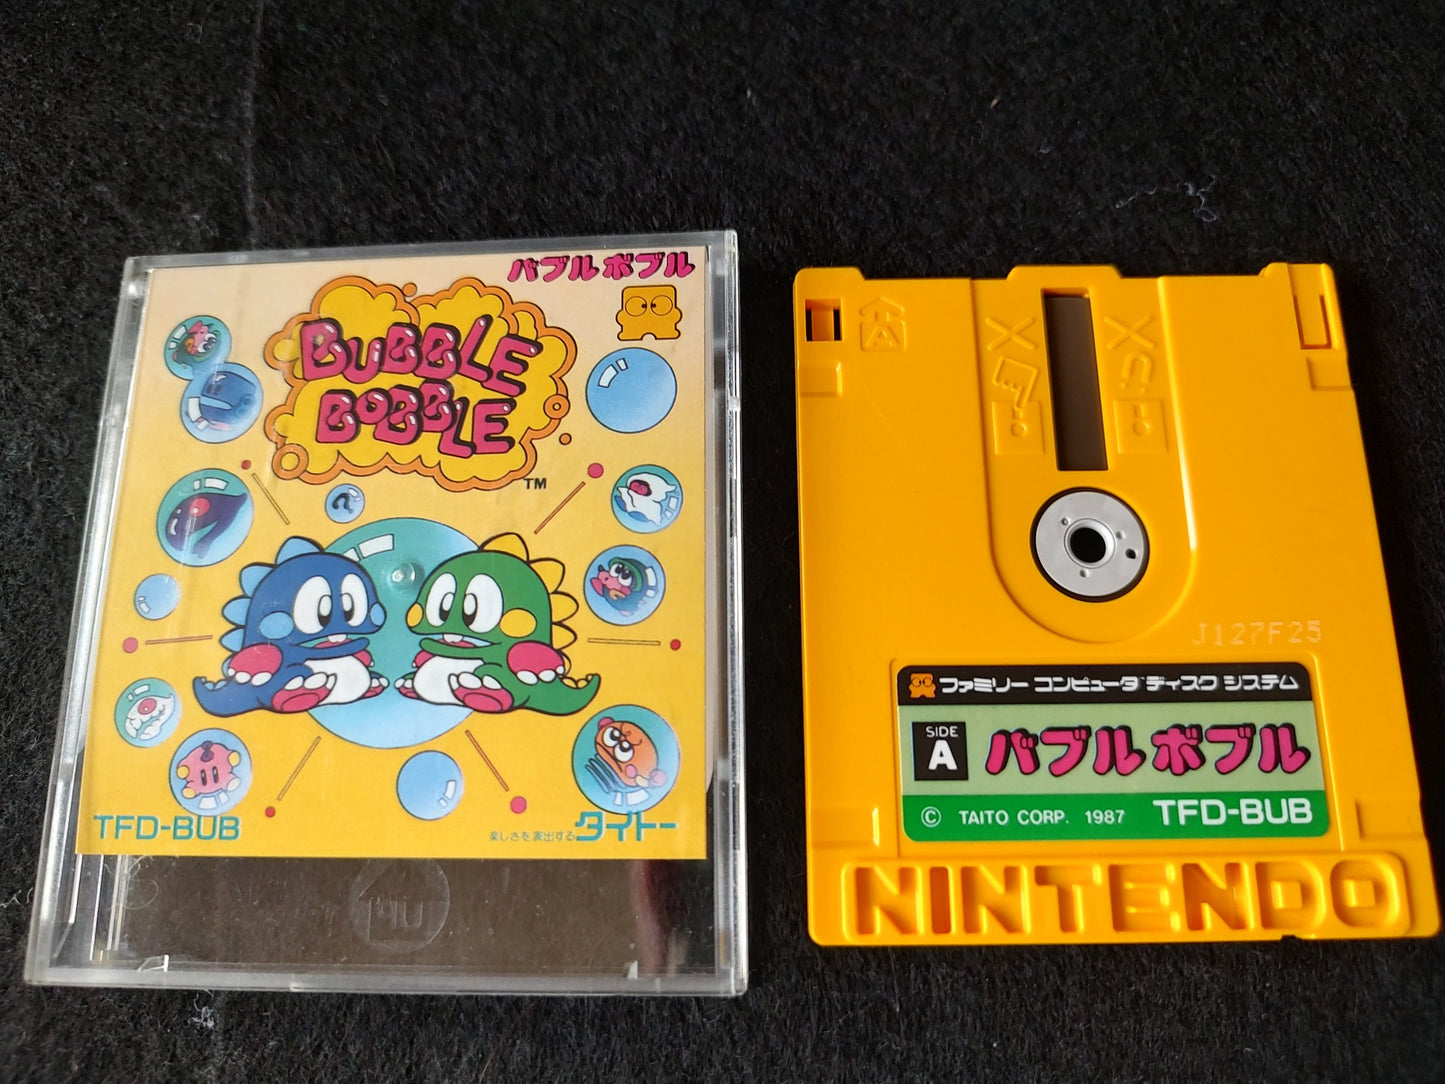 バブルボブル
BUBBLE
BOBBLE
TM
TFD-BUB
楽しさを演出する タイトー
A
J127F25
ファミリー コンピュータ ディスク システム
SIDE
A
バブルボブル
© TAITO CORP. 1987 TFD-BUB
NINTENDO